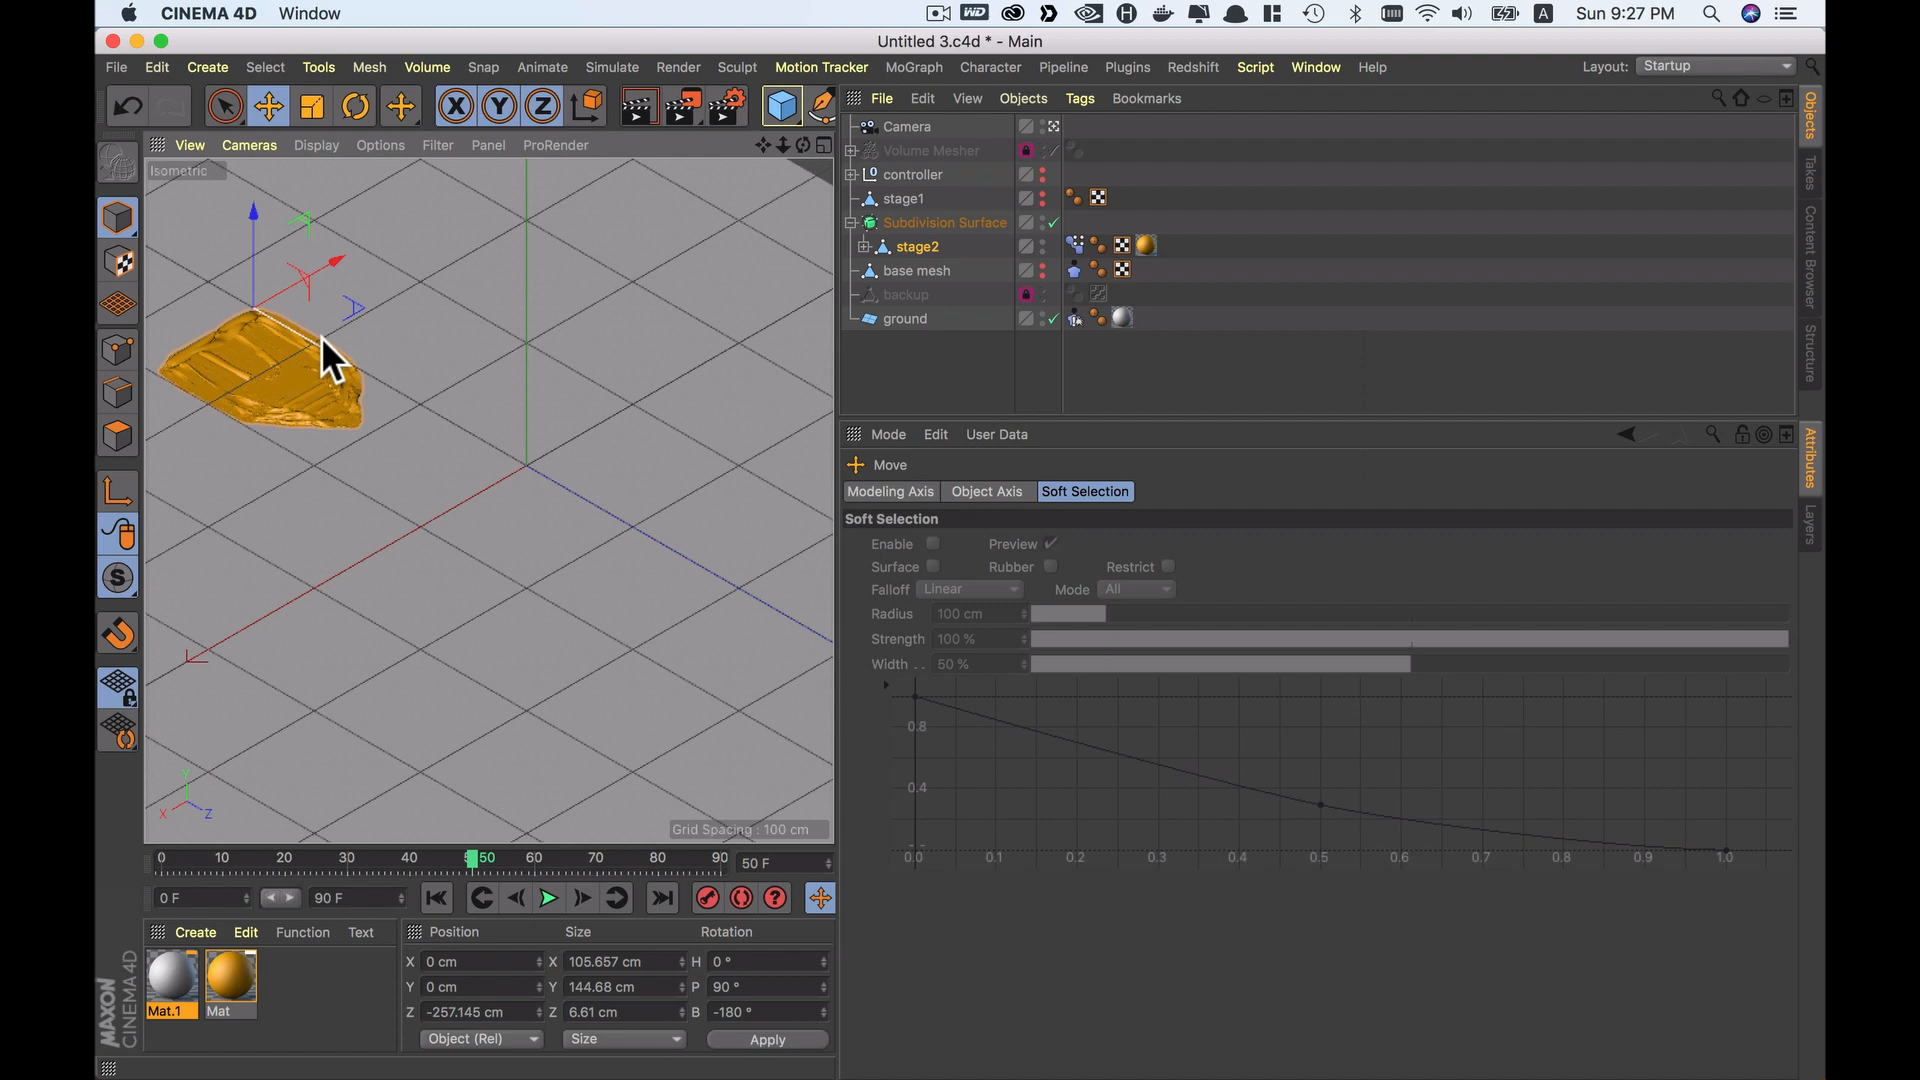 CINEMA 4D Window
WD H A Sun 9:27 PM
Untitled 3.c4d * - Main
File Edit Create Select Tools Mesh Volume Snap Animate Simulate Render Sculpt Motion Tracker MoGraph Character Pipeline Plugins Redshift Script Window Help Layout: Startup
X Y Z
File Edit View Objects Tags Bookmarks
View Cameras Display Options Filter Panel ProRender
Isometric
Camera
Volume Mesher
controller
stage1
Subdivision Surface
stage2
base mesh
backup
ground
Objects
Takes
Content Browser
Structure
Attributes
Layers
Mode Edit User Data
Move
Modeling Axis Object Axis Soft Selection
Soft Selection
Enable Preview
Surface Rubber Restrict
Falloff Linear Mode All
Radius 100 cm
Strength 100 %
Width . . 50 %
0.8
0.4
0.0 0.1 0.2 0.3 0.4 0.5 0.6 0.7 0.8 0.9 1.0
Y
X Z
Grid Spacing : 100 cm
0 10 20 30 40 50 60 70 80 90 50 F
0 F 90 F
Create Edit Function Text
Mat.1 Mat
Position Size Rotation
X 0 cm X 105.657 cm H 0 °
Y 0 cm Y 144.68 cm P 90 °
Z -257.145 cm Z 6.61 cm B -180 °
Object (Rel) Size Apply
MAXON
CINEMA 4D